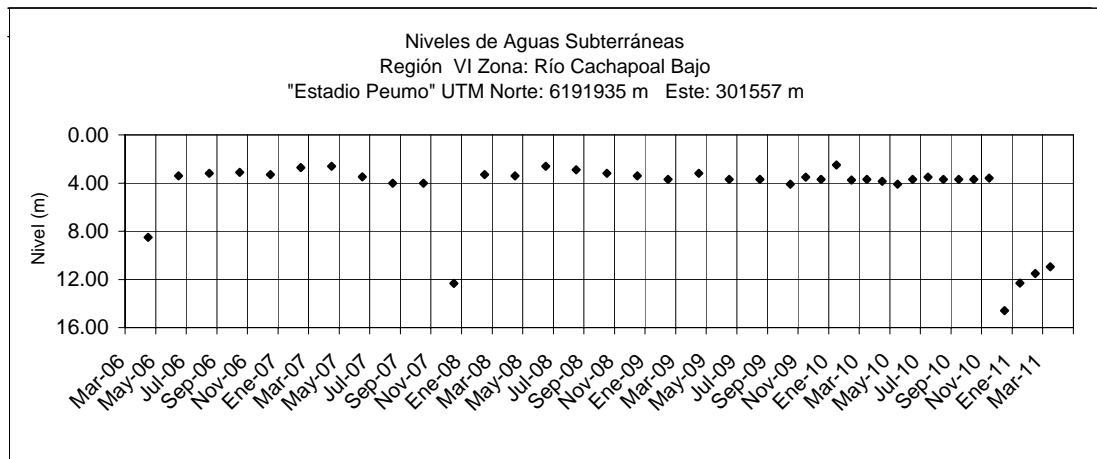 Niveles de Aguas Subterráneas
Región VI Zona: Río Cachapoal Bajo
"Estadio Peumo" UTM Norte: 6191935 m Este: 301557 m
Nivel (m)
0.00
4.00
8.00
12.00
16.00
Mar-06
May-06
Jul-06
Sep-06
Nov-06
Ene-07
Mar-07
May-07
Jul-07
Sep-07
Nov-07
Ene-08
Mar-08
May-08
Jul-08
Sep-08
Nov-08
Ene-09
Mar-09
May-09
Jul-09
Sep-09
Nov-09
Ene-10
Mar-10
May-10
Jul-10
Sep-10
Nov-10
Ene-11
Mar-11